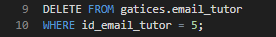 9 DELETE FROM gatices.email_tutor
10 WHERE id_email_tutor = 5;